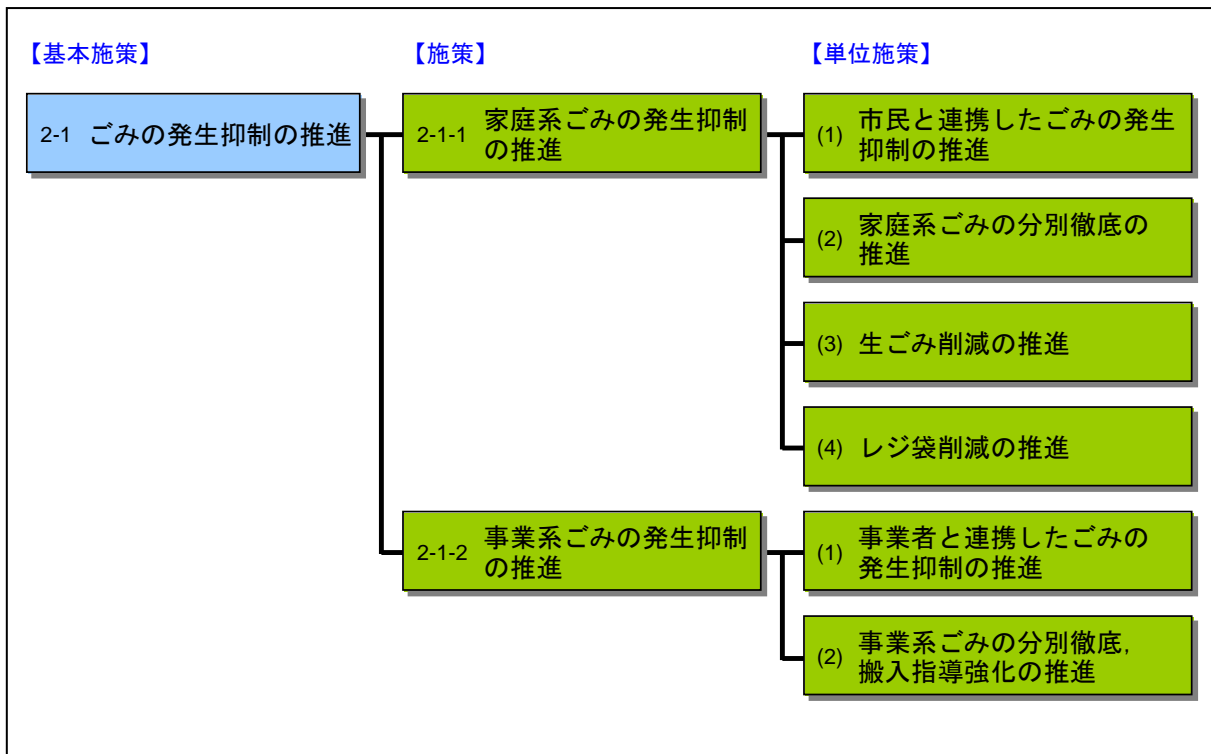 【基本施策】
【施策】
【単位施策】
2-1 ごみの発生抑制の推進
2-1-1 家庭系ごみの発生抑制
の推進
(1) 市民と連携したごみの発生
抑制の推進
(2) 家庭系ごみの分別徹底の
推進
(3) 生ごみ削減の推進
(4) レジ袋削減の推進
2-1-2 事業系ごみの発生抑制
の推進
(1) 事業者と連携したごみの
発生抑制の推進
(2) 事業系ごみの分別徹底,
搬入指導強化の推進